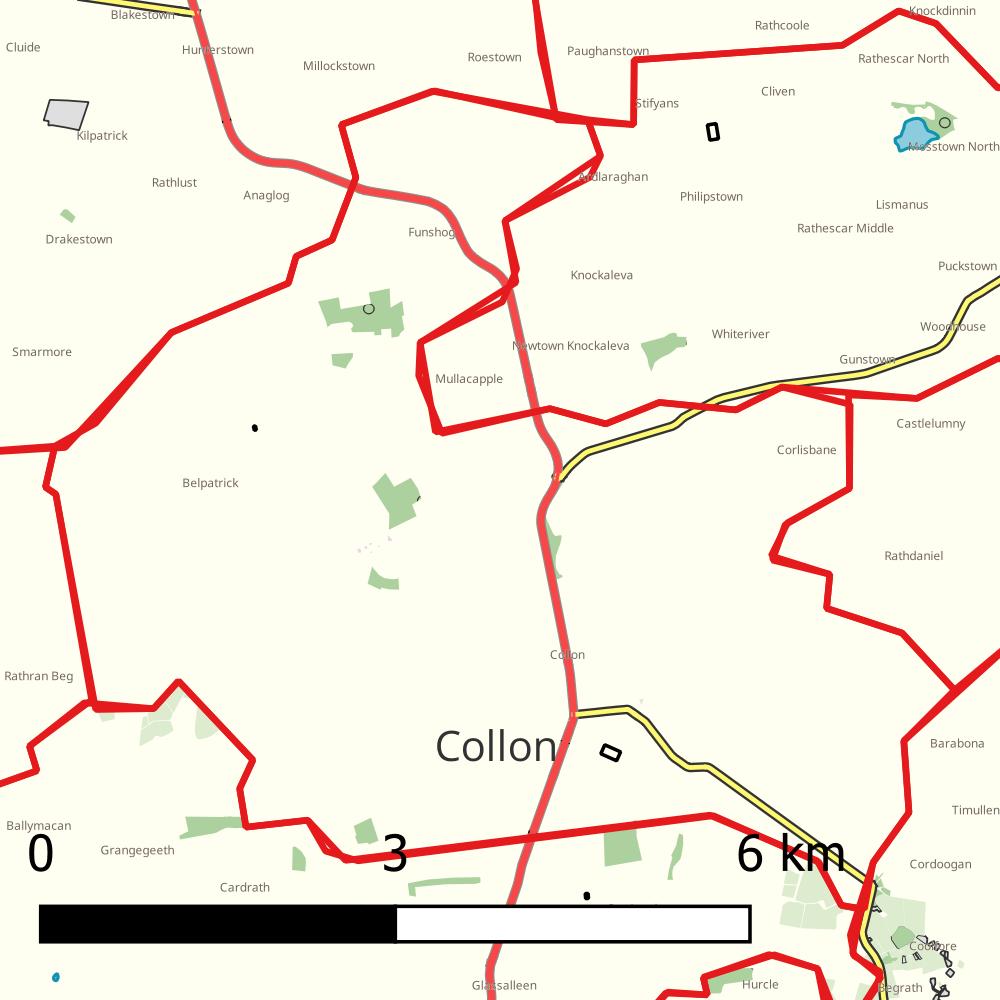 Knockdinnin
Blakestown
Rathcoole
Cluide
Hunterstown
Paughanstown
Roestown
Rathescar North
Millockstown
Cliven
Stifyans
Kilpatrick
Mosstown North
Ardlaraghan
Rathlust
Anaglog
Philipstown
Lismanus
Rathescar Middle
Funshog
Drakestown
Puckstown
Knockaleva
Woodhouse
Whiteriver
Newtown Knockaleva
Smarmore
Gunstown
Mullacapple
Castlelumny
Corlisbane
Belpatrick
Rathdaniel
Collon
Rathran Beg
Collon
Barabona
Timullen
Ballymacan
Grangegeeth
0 3 6 km
Cordoogan
Cardrath
Coolfore
Glassalleen
Hurcle
Begrath